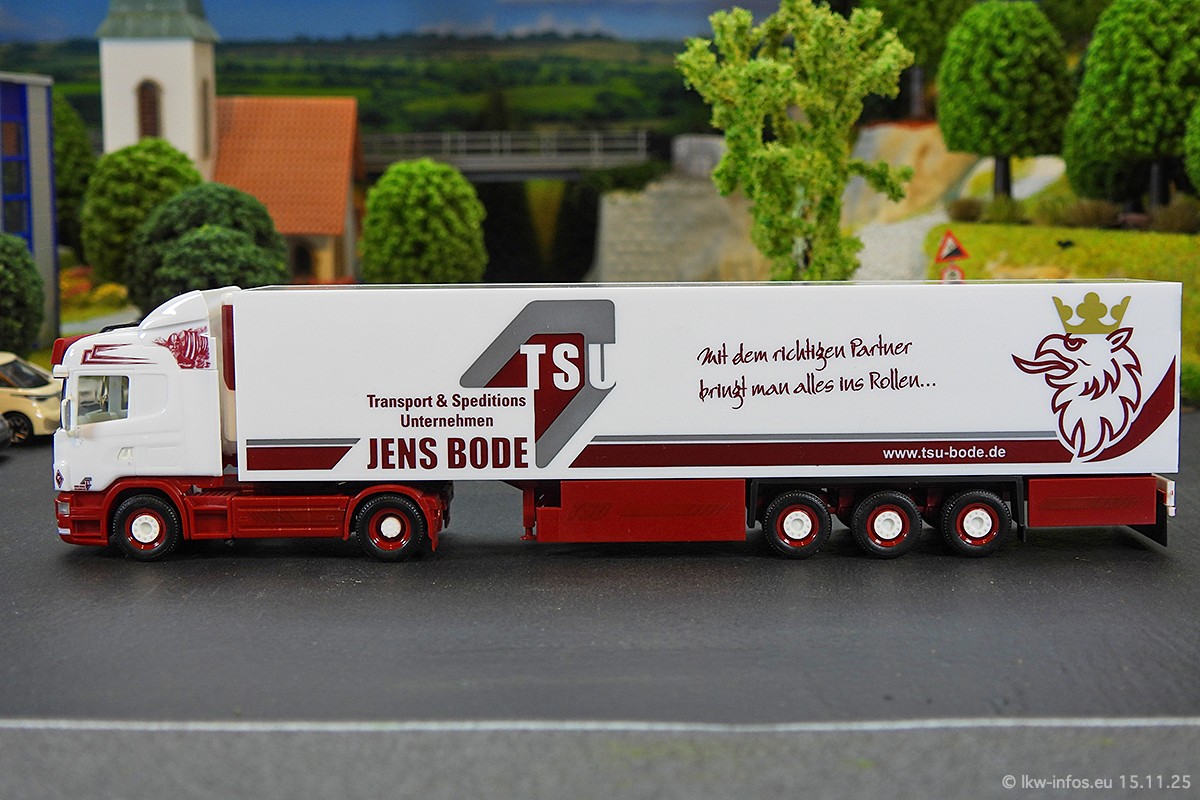 TSU
Transport & Speditions
Unternehmen
JENS BODE
Mit dem richtigen Partner
bringt man alles ins Rollen...
www.tsu-bode.de
© lkw-infos.eu 15.11.25